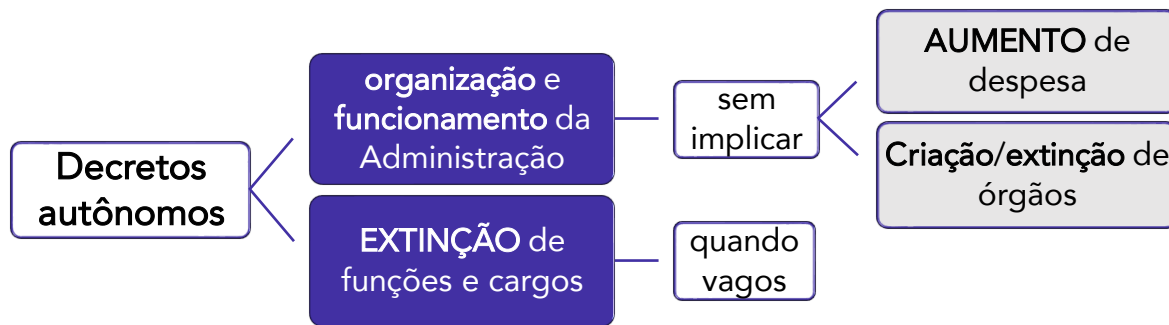 Decretos
autônomos
organização e
funcionamento da
Administração
sem
implicar
AUMENTO de
despesa
Criação/extinção de
órgãos
EXTINÇÃO de
funções e cargos
quando
vagos